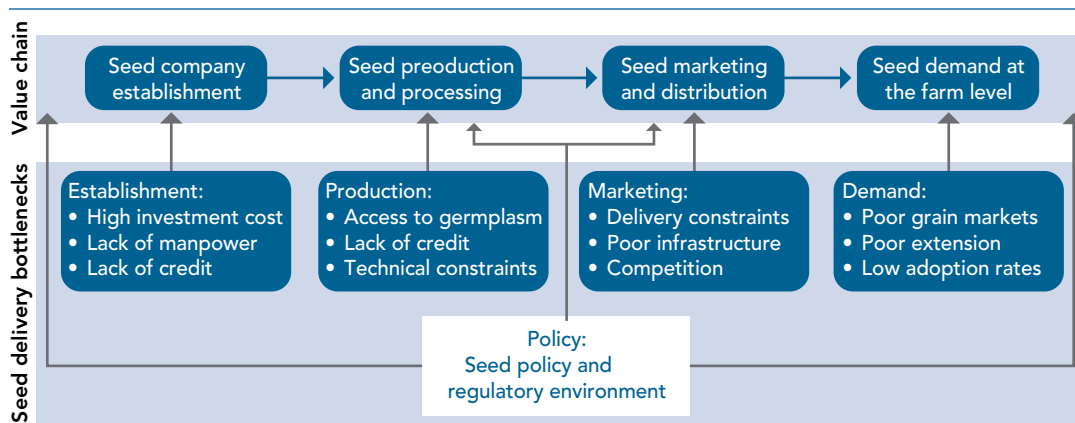 Value chain
Seed company
establishment
Seed preoduction
and processing
Seed marketing
and distribution
Seed demand at
the farm level
Seed delivery bottlenecks
Establishment:
• High investment cost
• Lack of manpower
• Lack of credit
Production:
• Access to germplasm
• Lack of credit
• Technical constraints
Marketing:
• Delivery constraints
• Poor infrastructure
• Competition
Demand:
• Poor grain markets
• Poor extension
• Low adoption rates
Policy:
Seed policy and
regulatory environment